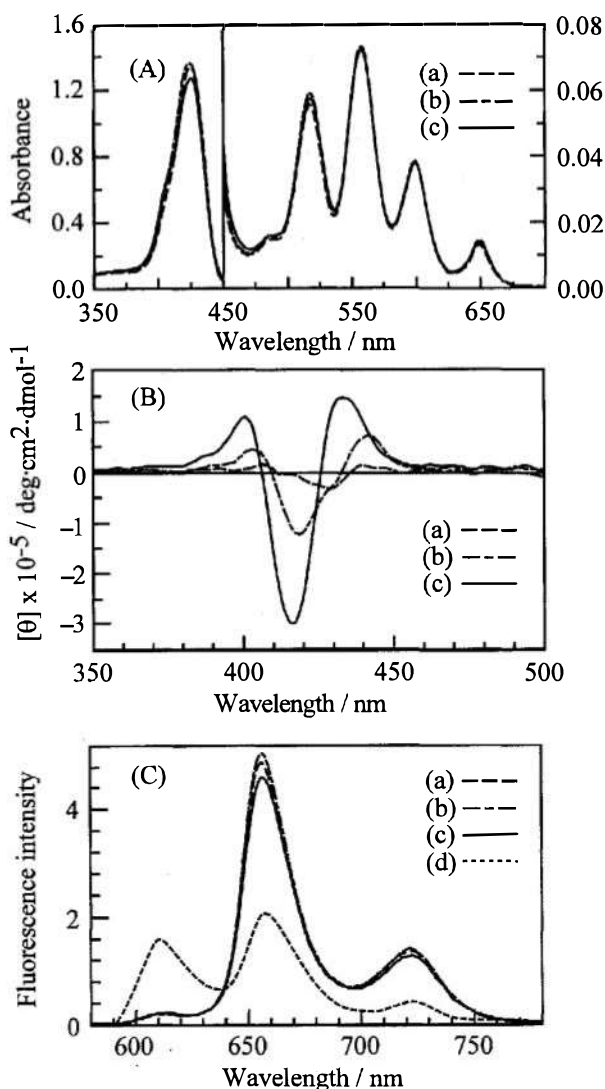 1.6 0.08
(A) (a)
1.2 (b) 0.06
(c)
0.8 0.04
0.4 0.02
0.0 0.00
Absorbance
350 450 550 650
Wavelength / nm
2
(B)
1
0
-1
(a)
-2 (b)
(c)
-3
[θ] x 10-5 / deg·cm2·dmol-1
350 400 450 500
Wavelength / nm
(C) (a)
4 (b)
(c)
(d)
2
0
Fluorescence intensity
600 650 700 750
Wavelength / nm